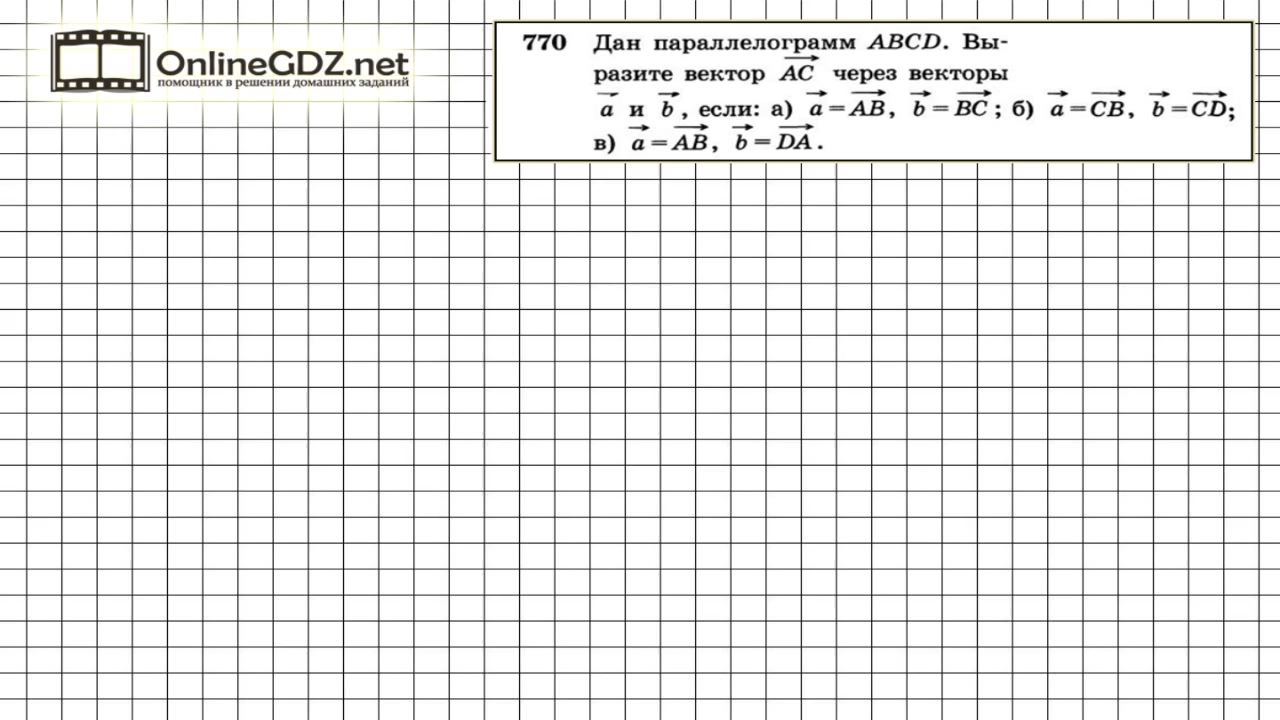 OnlineGDZ.net
помощник в решении домашних заданий
770 Дан параллелограмм ABCD. Вы-
разите вектор AC через векторы
a и b, если: а) a = AB, b = BC; б) a = CB, b = CD;
в) a = AB, b = DA.